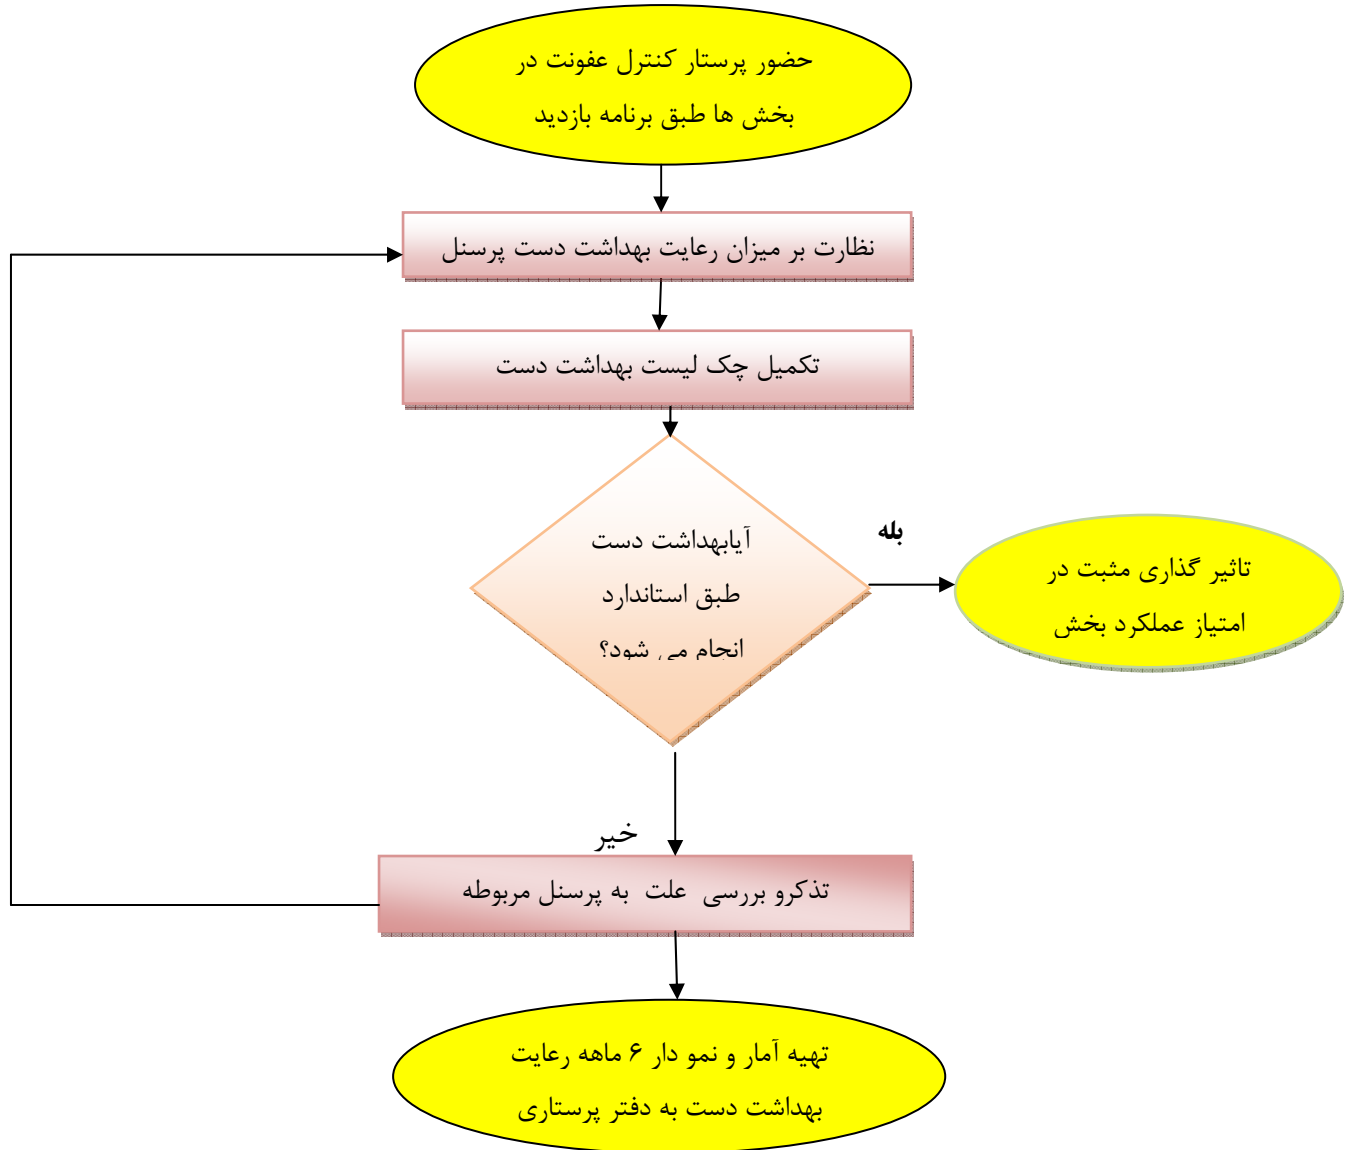 حضور پرستار کنترل عفونت در
بخش ها طبق برنامه بازدید
نظارت بر میزان رعایت بهداشت دست پرسنل
تکمیل چک لیست بهداشت دست
آیابهداشت دست
طبق استاندارد
انجام می شود؟
بله
تاثیر گذاری مثبت در
امتیاز عملکرد بخش
خیر
تذکرو بررسی علت به پرسنل مربوطه
تهیه آمار و نمو دار ۶ ماهه رعایت
بهداشت دست به دفتر پرستاری